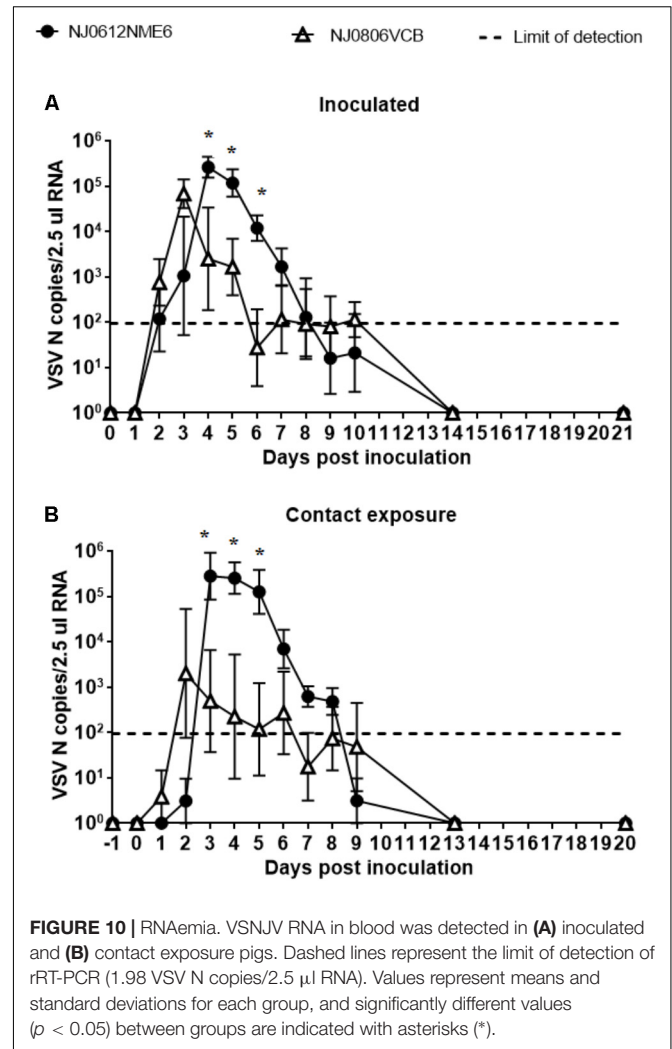 NJ0612NME6 NJ0806VCB Limit of detection
A Inoculated
* * *
VSV N copies/2.5 ul RNA
10⁶
10⁵
10⁴
10³
10²
10¹
10⁰
0 1 2 3 4 5 6 7 8 9 10 11 12 13 14 15 16 17 18 19 20 21
Days post inoculation
B Contact exposure
* * *
VSV N copies/2.5 ul RNA
10⁶
10⁵
10⁴
10³
10²
10¹
10⁰
-1 0 1 2 3 4 5 6 7 8 9 10 11 12 13 14 15 16 17 18 19 20
Days post inoculation
FIGURE 10 | RNAemia. VSNJV RNA in blood was detected in (A) inoculated
and (B) contact exposure pigs. Dashed lines represent the limit of detection of
rRT-PCR (1.98 VSV N copies/2.5 µl RNA). Values represent means and
standard deviations for each group, and significantly different values
(p < 0.05) between groups are indicated with asterisks (*).